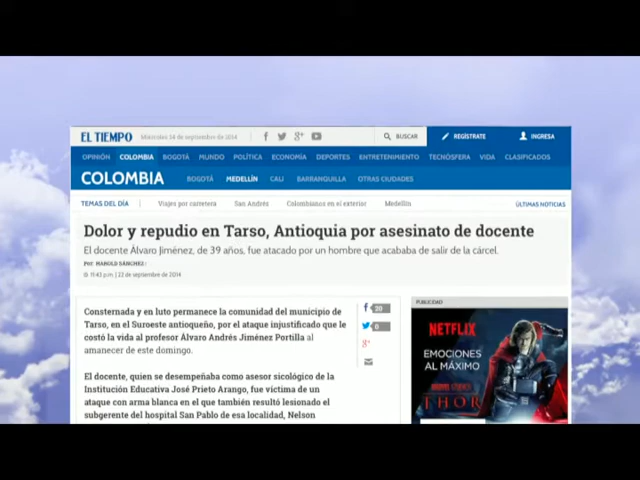 EL TIEMPO
BUSCAR
REGÍSTRATE
INGRESA
OPINIÓN COLOMBIA BOGOTÁ MUNDO POLÍTICA ECONOMÍA DEPORTES ENTRETENIMIENTO TECNÓSFERA VIDA CLASIFICADOS
COLOMBIA BOGOTÁ MEDELLÍN CALI BARRANQUILLA OTRAS CIUDADES
TEMAS DEL DÍA Viajes por carretera San Andrés Colombianos en el exterior Medellín ÚLTIMAS NOTICIAS
Dolor y repudio en Tarso, Antioquia por asesinato de docente
El docente Álvaro Jiménez, de 39 años, fue atacado por un hombre que acababa de salir de la cárcel.
Por: HAROLD SÁNCHEZ |
11:43 p.m. | 22 de septiembre de 2014
Consternada y en luto permanece la comunidad del municipio de
Tarso, en el Suroeste antioqueño, por el ataque injustificado que le
costó la vida al profesor Álvaro Andrés Jiménez Portilla al
amanecer de este domingo.
El docente, quien se desempeñaba como asesor sicológico de la
Institución Educativa José Prieto Arango, fue víctima de un
ataque con arma blanca en el que también resultó lesionado el
subgerente del hospital San Pablo de esa localidad, Nelson
PUBLICIDAD
NETFLIX
EMOCIONES
AL MÁXIMO
THOR